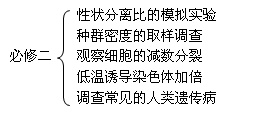 性状分离比的模拟实验
种群密度的取样调查
必修二
观察细胞的减数分裂
低温诱导染色体加倍
调查常见的人类遗传病